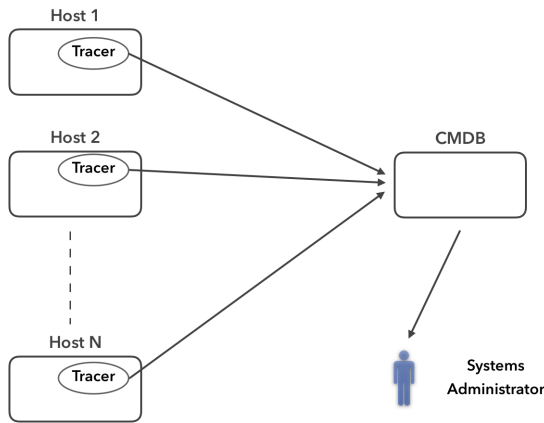 Host 1
Tracer
Host 2
Tracer
CMDB
Host N
Tracer
Systems
Administrator